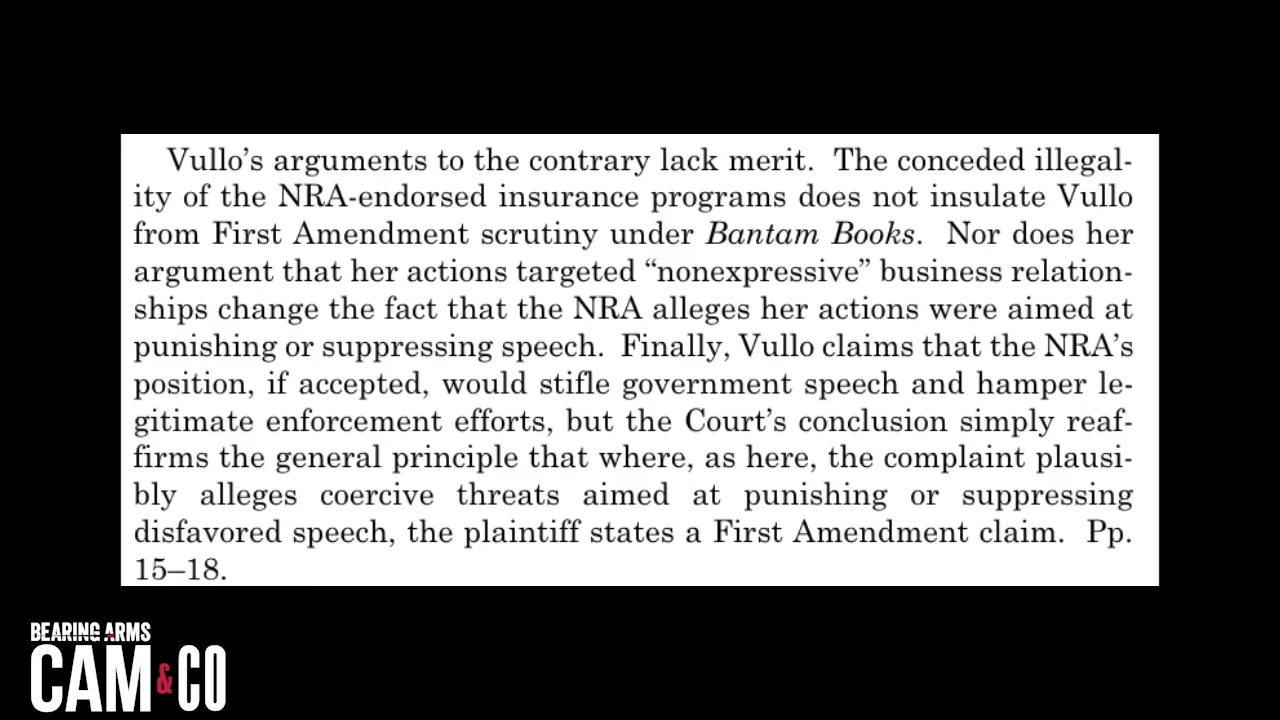 Vullo’s arguments to the contrary lack merit. The conceded illegal-
ity of the NRA-endorsed insurance programs does not insulate Vullo
from First Amendment scrutiny under Bantam Books. Nor does her
argument that her actions targeted “nonexpressive” business relation-
ships change the fact that the NRA alleges her actions were aimed at
punishing or suppressing speech. Finally, Vullo claims that the NRA’s
position, if accepted, would stifle government speech and hamper le-
gitimate enforcement efforts, but the Court’s conclusion simply reaf-
firms the general principle that where, as here, the complaint plausi-
bly alleges coercive threats aimed at punishing or suppressing
disfavored speech, the plaintiff states a First Amendment claim. Pp.
15–18.
BEARING ARMS
CAM & CO